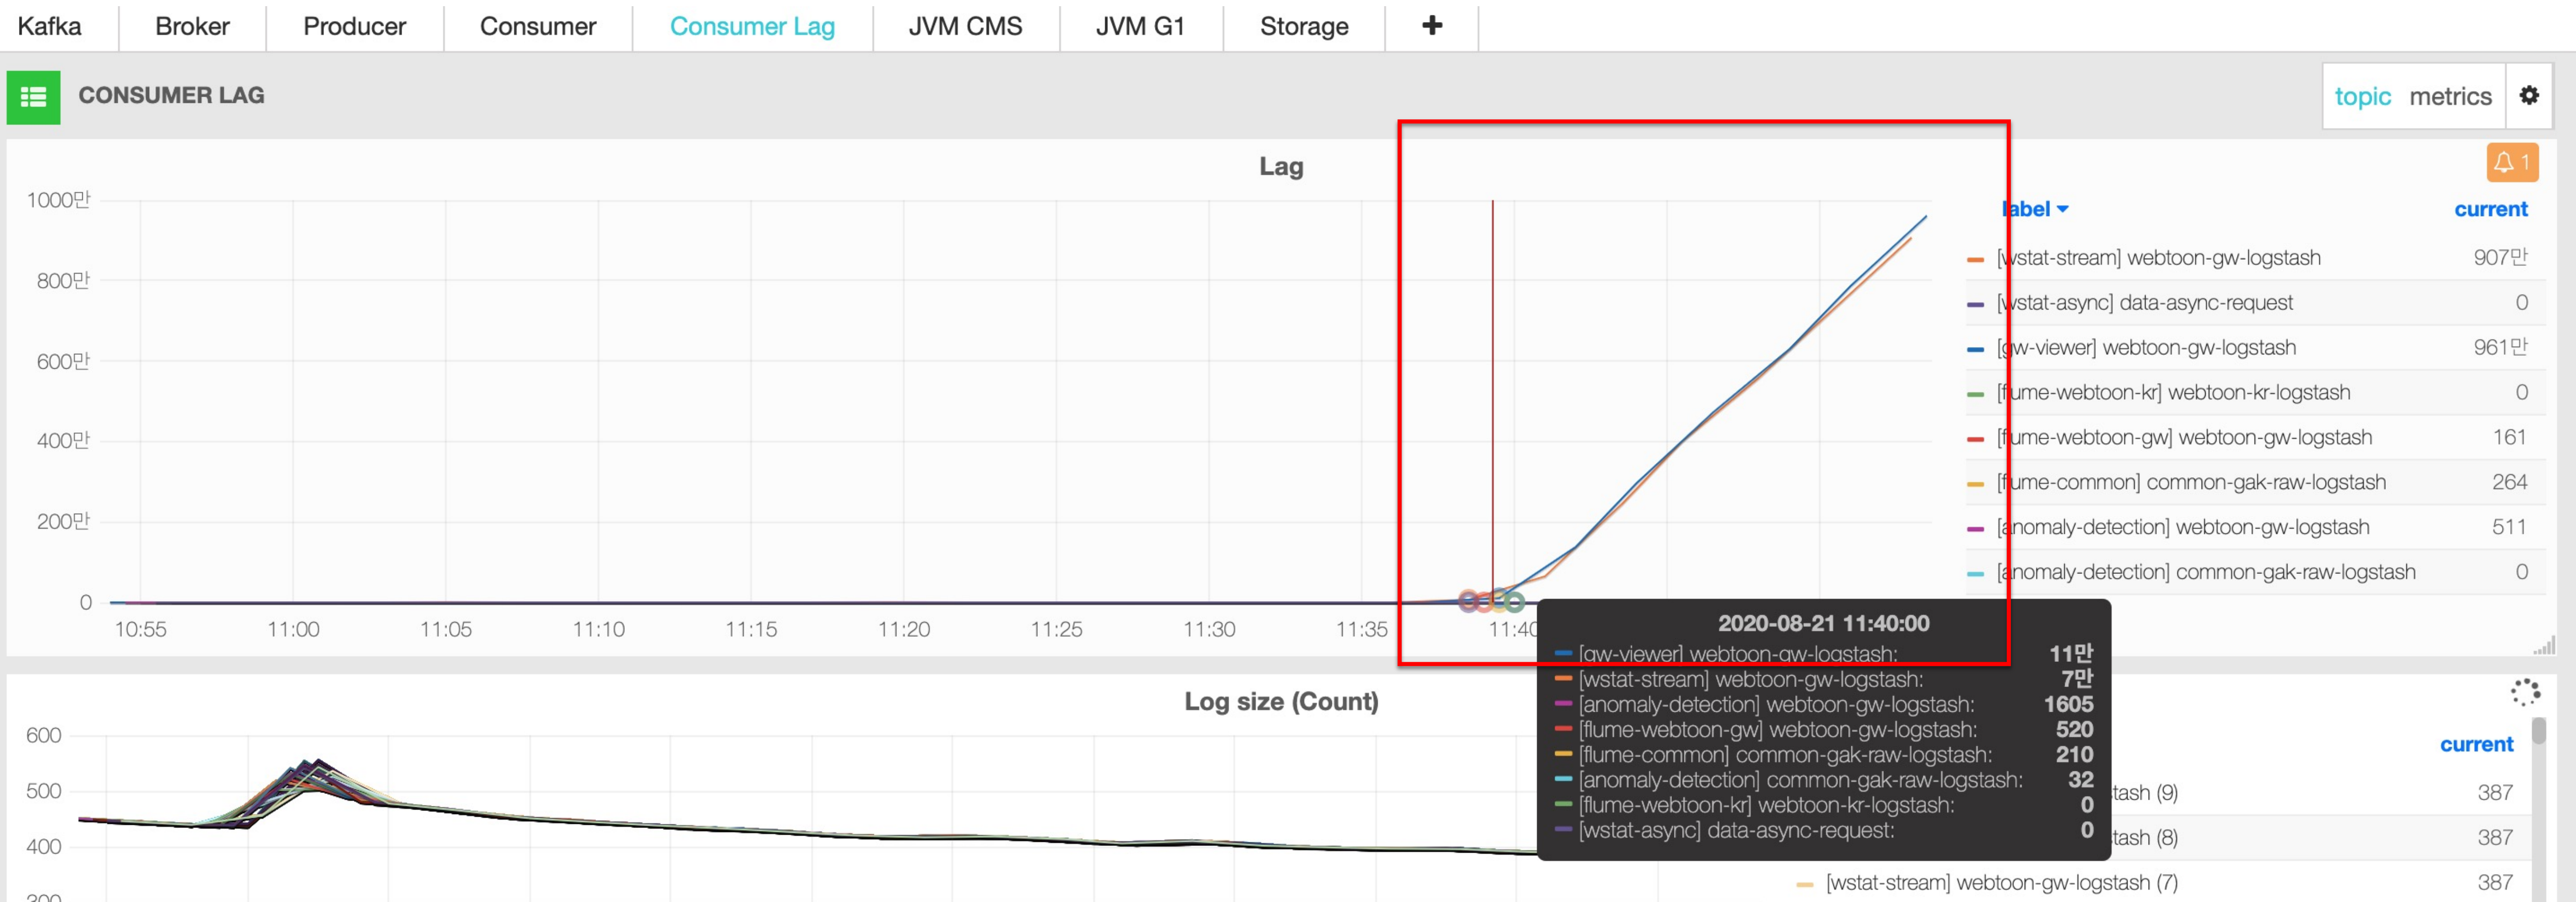 Kafka Broker Producer Consumer Consumer Lag JVM CMS JVM G1 Storage +
CONSUMER LAG
topic metrics
Lag
1
1000만
800만
600만
400만
200만
0
10:55 11:00 11:05 11:10 11:15 11:20 11:25 11:30 11:35 11:40
label current
[wstat-stream] webtoon-gw-logstash 907만
[wstat-async] data-async-request 0
[gw-viewer] webtoon-gw-logstash 961만
[flume-webtoon-kr] webtoon-kr-logstash 0
[flume-webtoon-gw] webtoon-gw-logstash 161
[flume-common] common-gak-raw-logstash 264
[anomaly-detection] webtoon-gw-logstash 511
[anomaly-detection] common-gak-raw-logstash 0
2020-08-21 11:40:00
[gw-viewer] webtoon-gw-logstash: 11만
[wstat-stream] webtoon-gw-logstash: 7만
[anomaly-detection] webtoon-gw-logstash: 1605
[flume-webtoon-gw] webtoon-gw-logstash: 520
[flume-common] common-gak-raw-logstash: 210
[anomaly-detection] common-gak-raw-logstash: 32
[flume-webtoon-kr] webtoon-kr-logstash: 0
[wstat-async] data-async-request: 0
Log size (Count)
600
500
400
300
current
tash (9) 387
tash (8) 387
[wstat-stream] webtoon-gw-logstash (7) 387